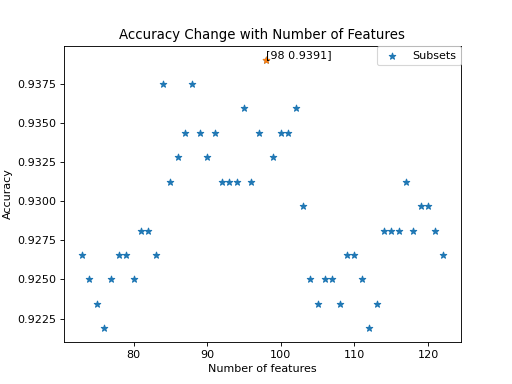 Accuracy Change with Number of Features
[98 0.9391]
Subsets
0.9375
0.9350
0.9325
0.9300
0.9275
0.9250
0.9225
Accuracy
80 90 100 110 120
Number of features